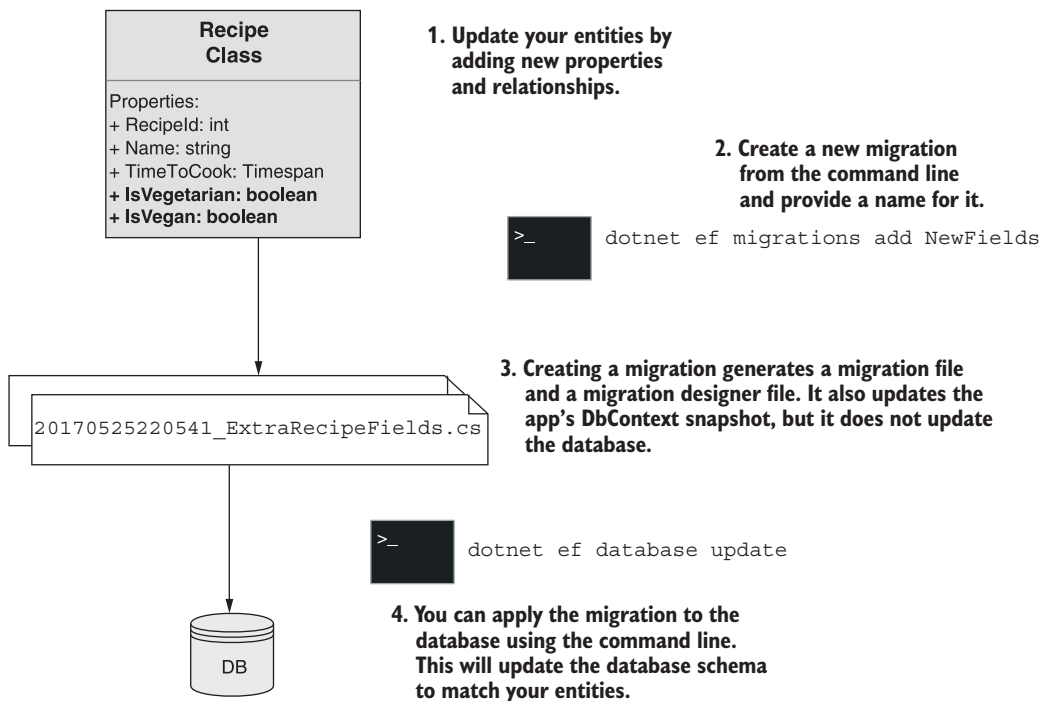 Recipe
Class
Properties:
+ RecipeId: int
+ Name: string
+ TimeToCook: Timespan
+ IsVegetarian: boolean
+ IsVegan: boolean
1. Update your entities by
adding new properties
and relationships.
2. Create a new migration
from the command line
and provide a name for it.
>_
dotnet ef migrations add NewFields
3. Creating a migration generates a migration file
and a migration designer file. It also updates the
app's DbContext snapshot, but it does not update
the database.
20170525220541_ExtraRecipeFields.cs
>_
dotnet ef database update
4. You can apply the migration to the
database using the command line.
This will update the database schema
to match your entities.
DB